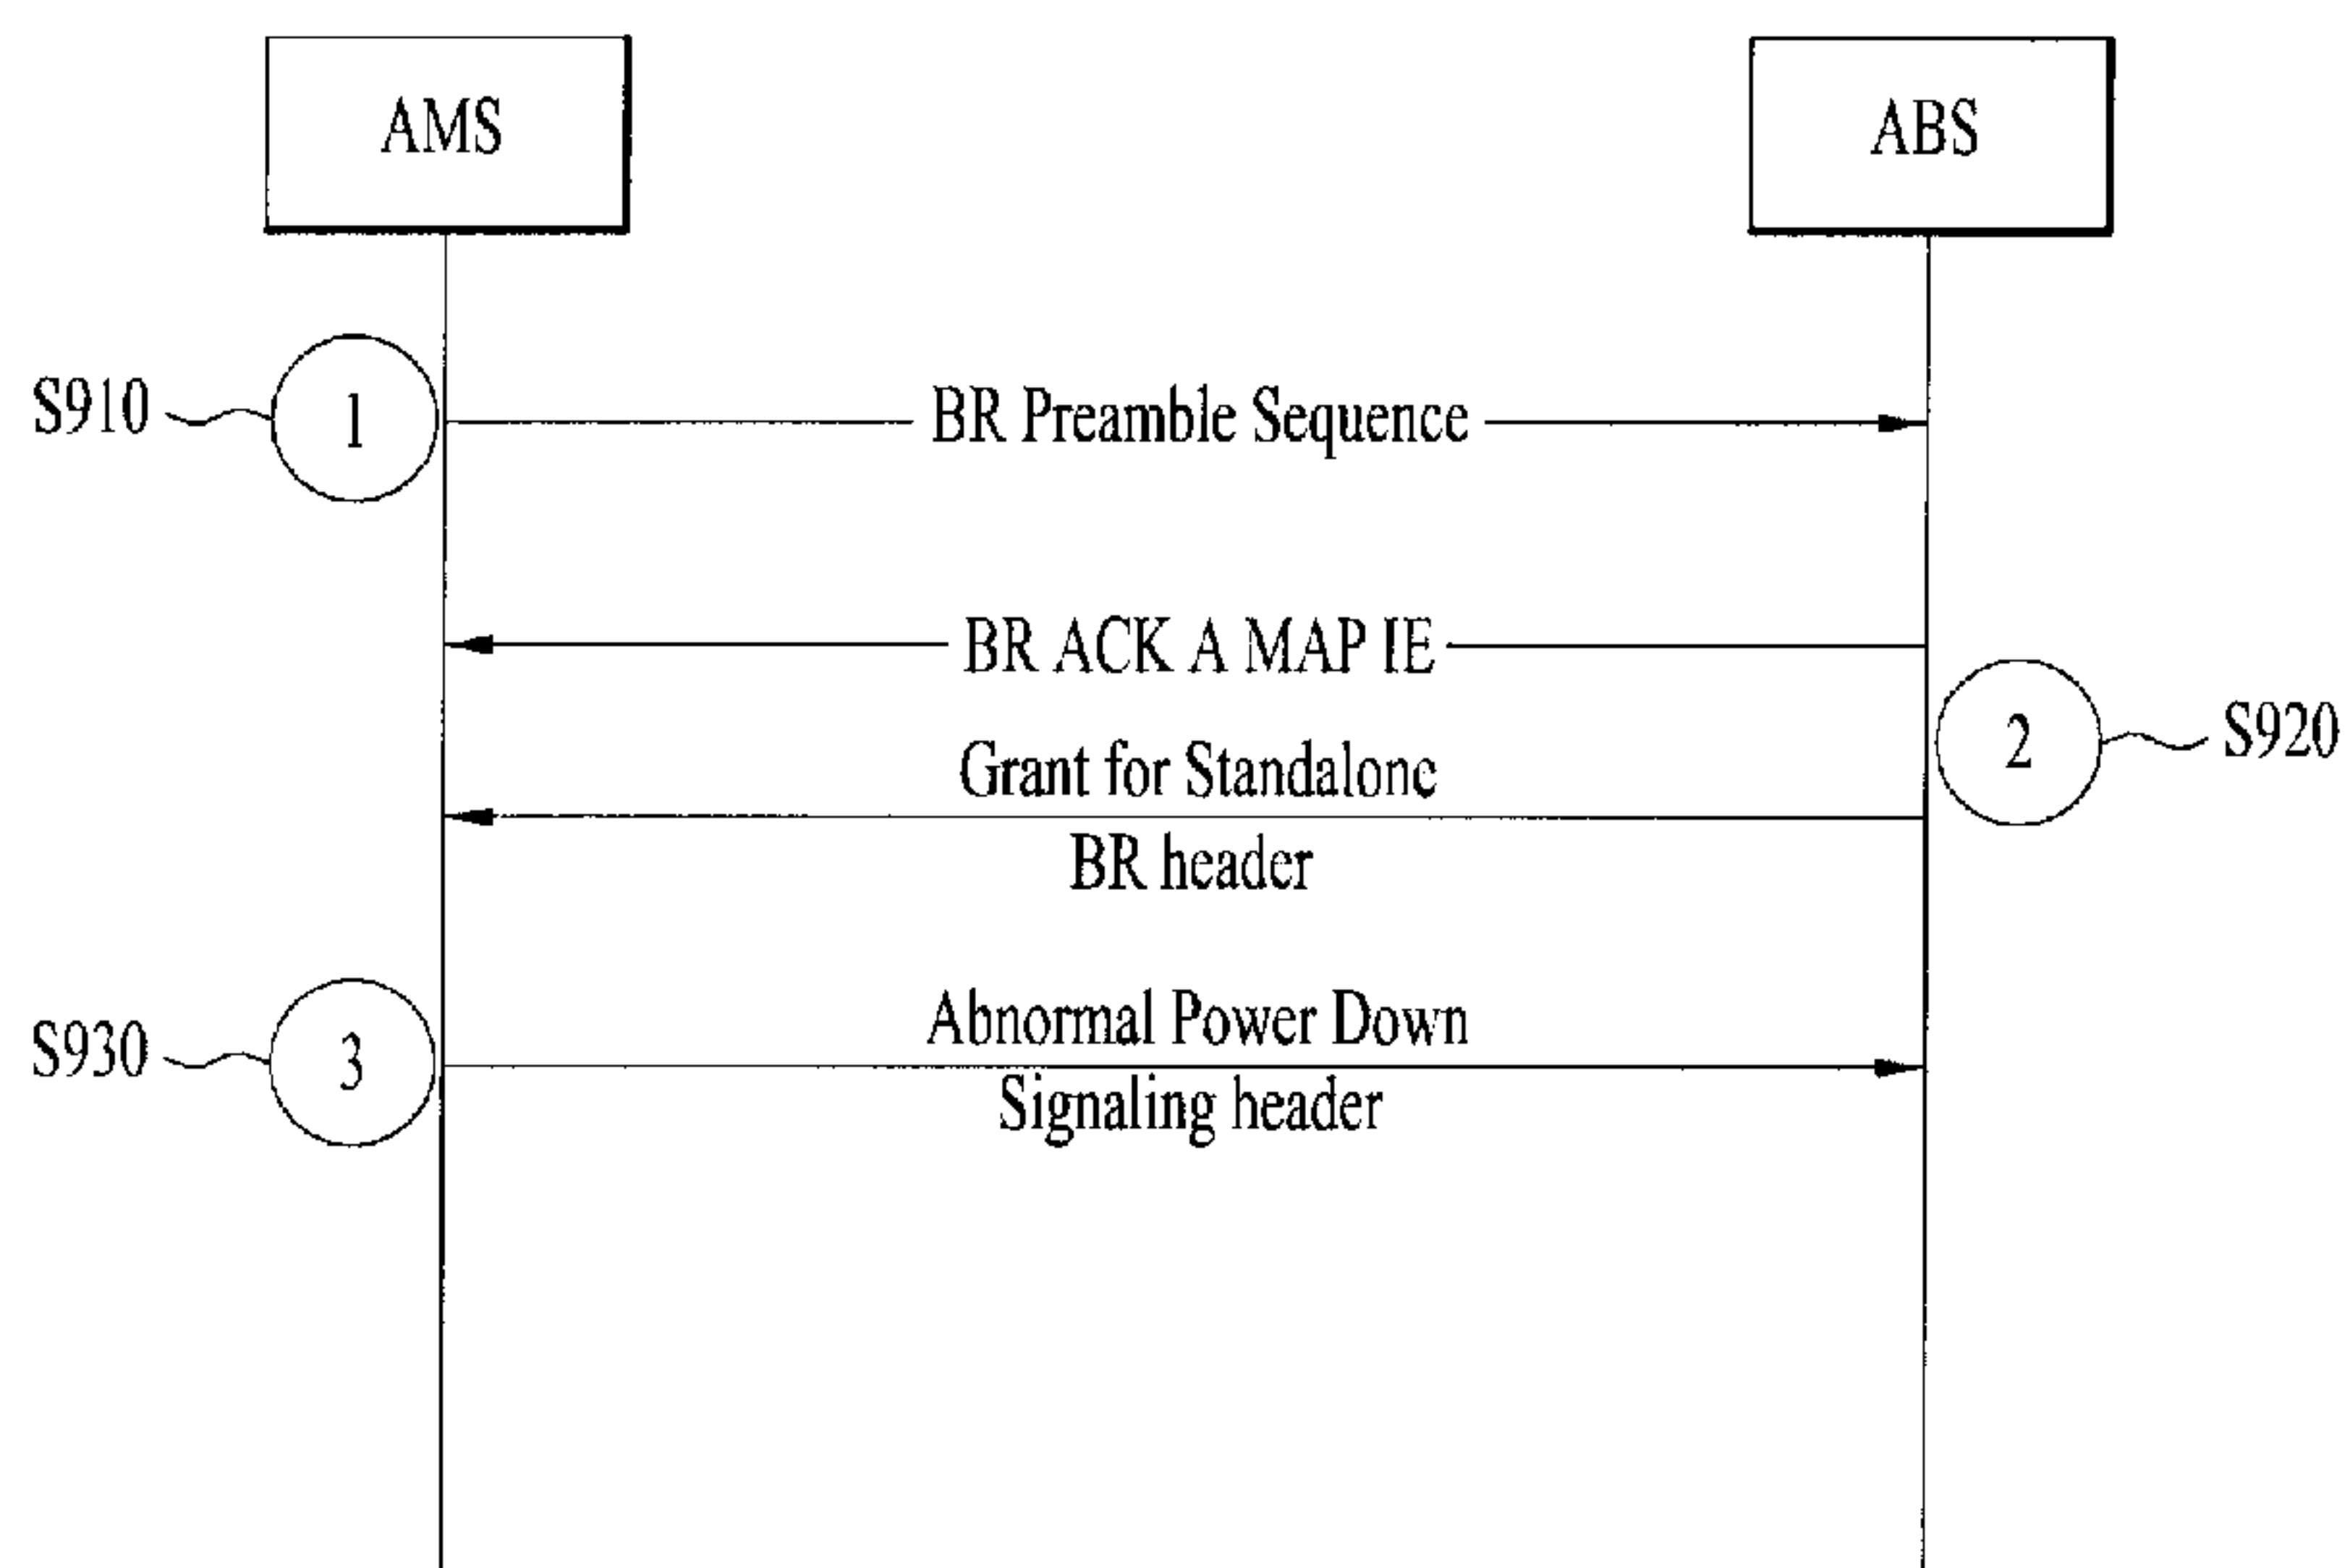 AMS
ABS
S910
1
BR Preamble Sequence
BR ACK A MAP IE
2
S920
Grant for Standalone
BR header
S930
3
Abnormal Power Down
Signaling header